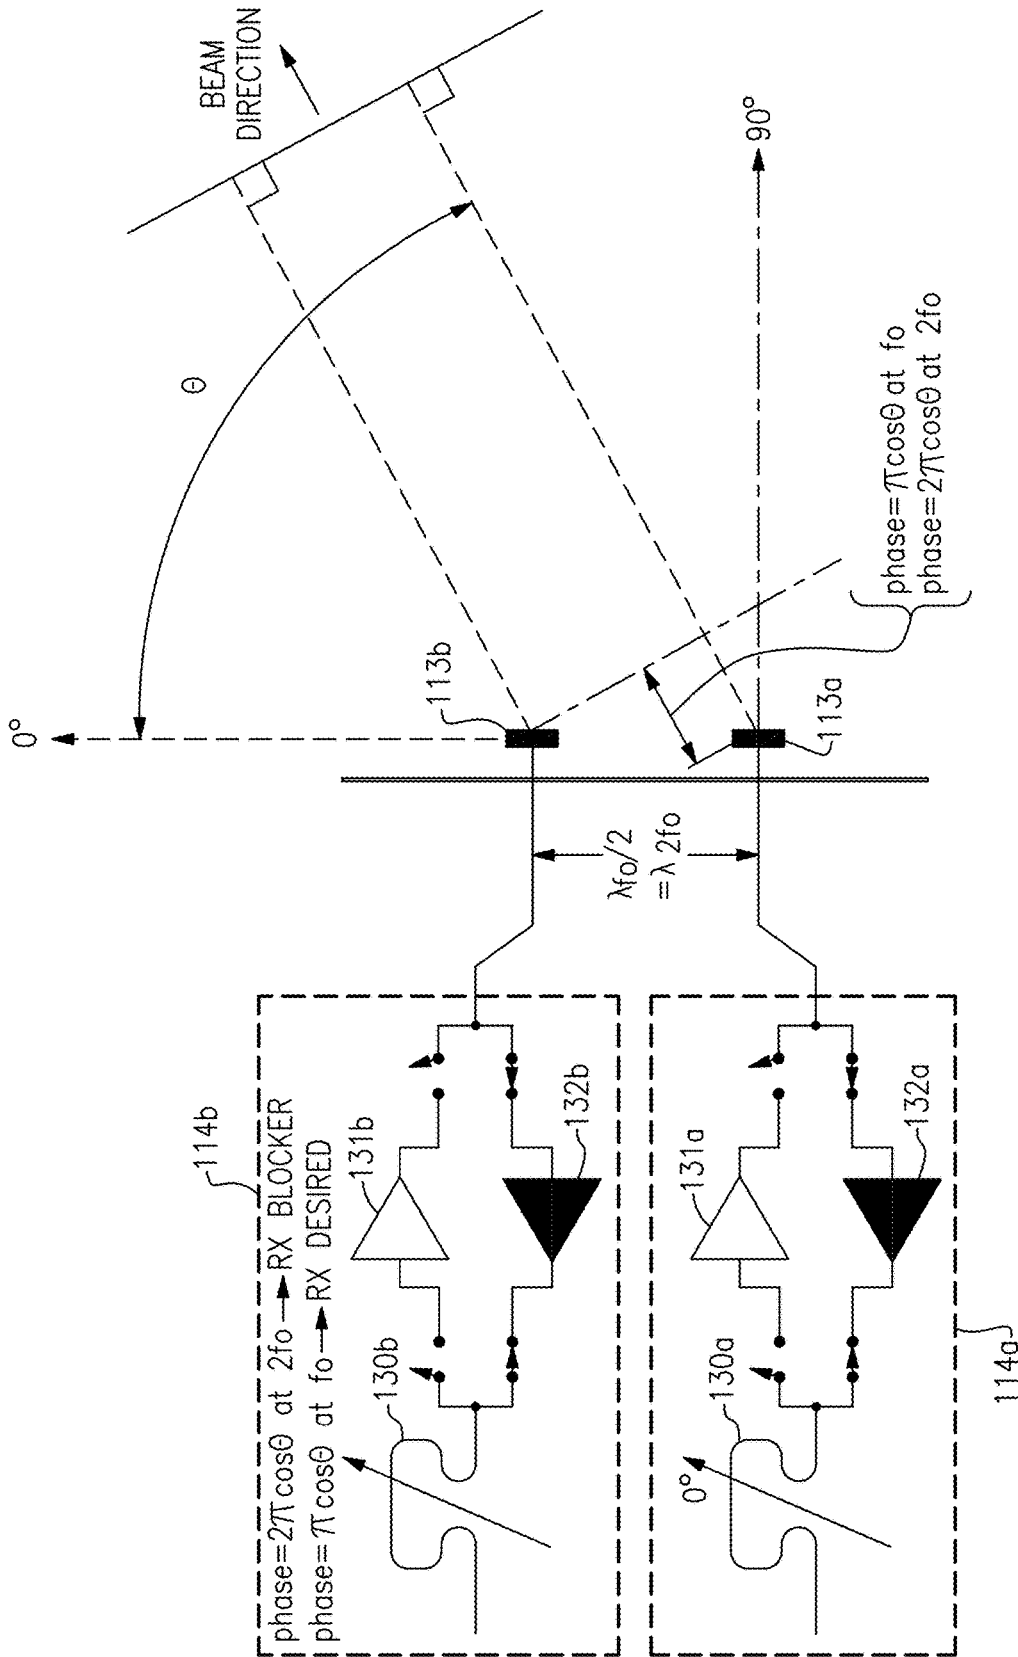 BEAM
DIRECTION
0°
Θ
90°
113b
113a
phase=πcosΘ at fo
phase=2πcosΘ at 2fo
λfo/2
=λ 2fo
114b
phase=2πcosΘ at 2fo→RX BLOCKER
phase=πcosΘ at fo→RX DESIRED
130b
131b
132b
0°
130a
131a
132a
114a